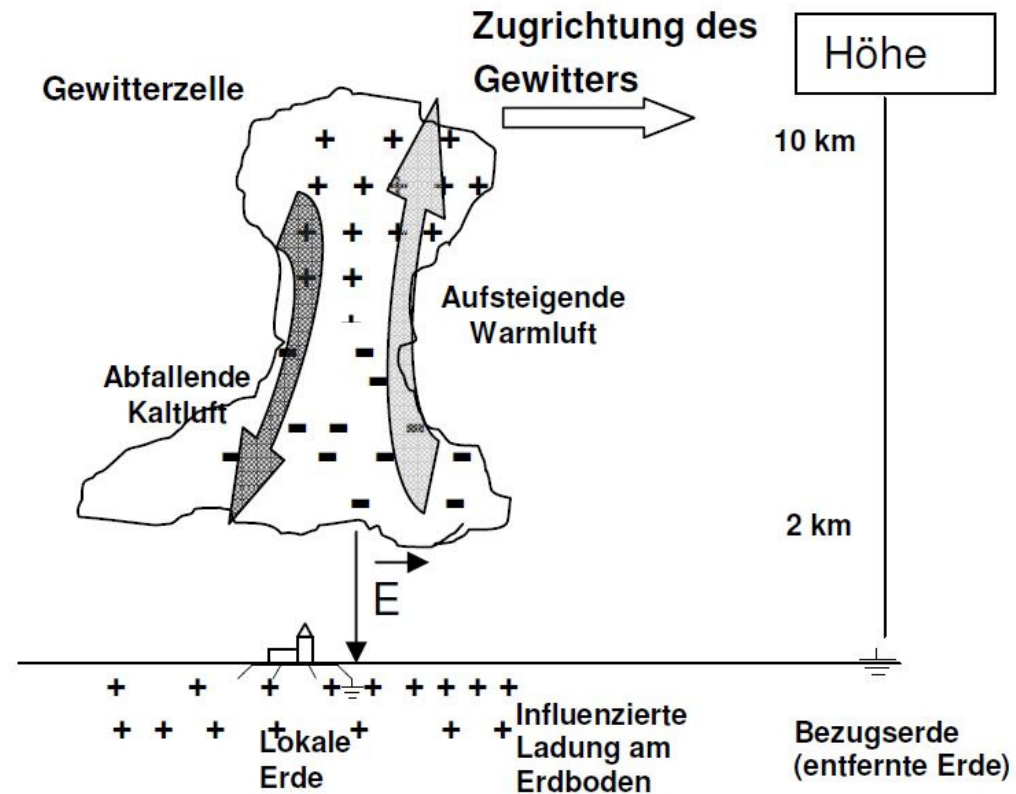 Zugrichtung des
Gewitters
Höhe
Gewitterzelle
10 km
Aufsteigende
Warmluft
Abfallende
Kaltluft
2 km
E
Influenzierte
Ladung am
Erdboden
Lokale
Erde
Bezugserde
(entfernte Erde)